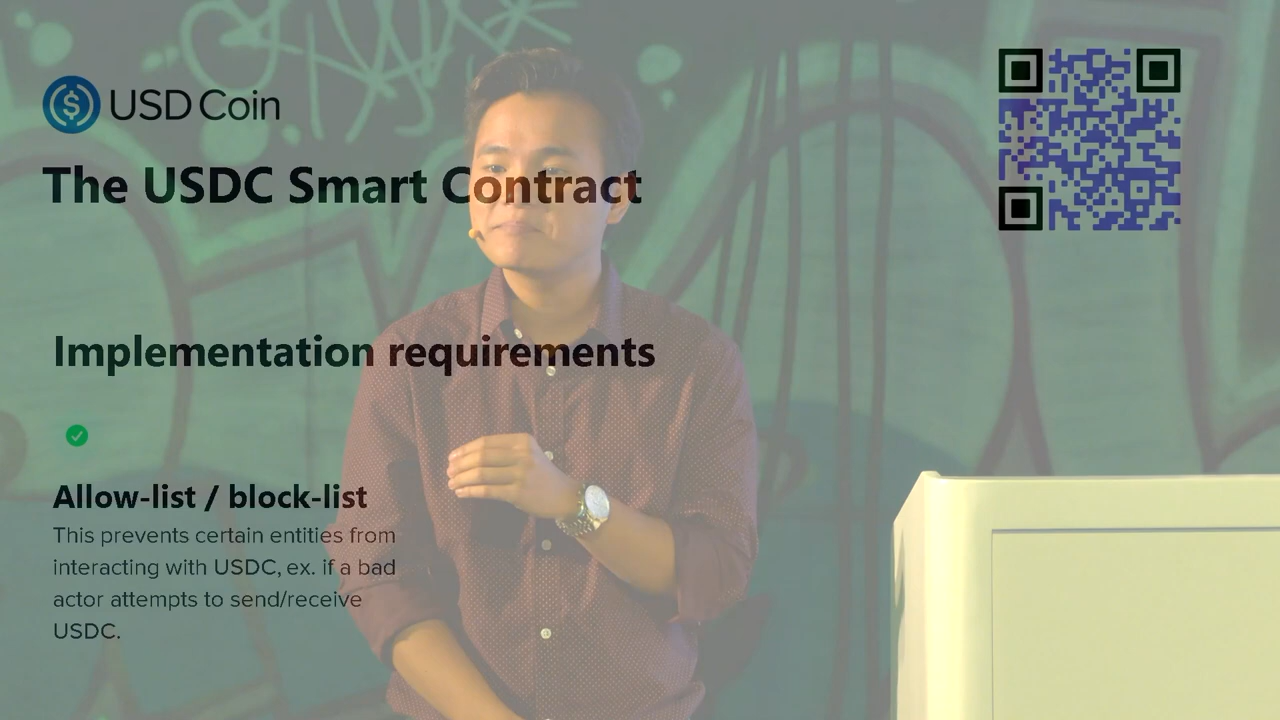 USD Coin
The USDC Smart Contract
Implementation requirements
Allow-list / block-list
This prevents certain entities from
interacting with USDC, ex. if a bad
actor attempts to send/receive
USDC.